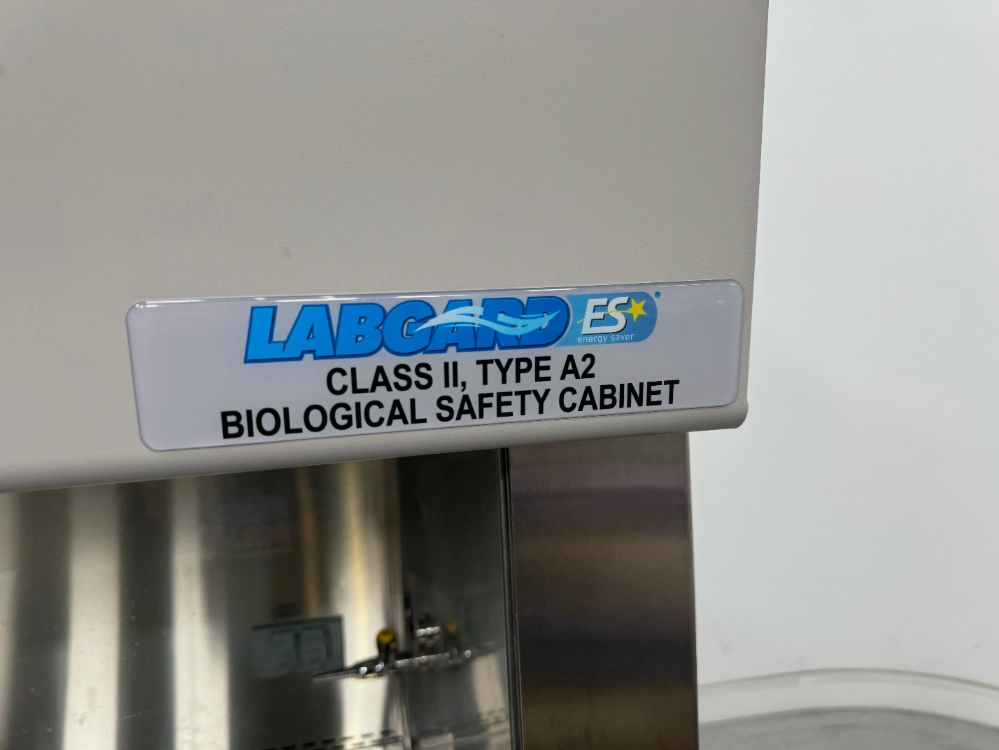 LABGARD ES®
energy saver
CLASS II, TYPE A2
BIOLOGICAL SAFETY CABINET